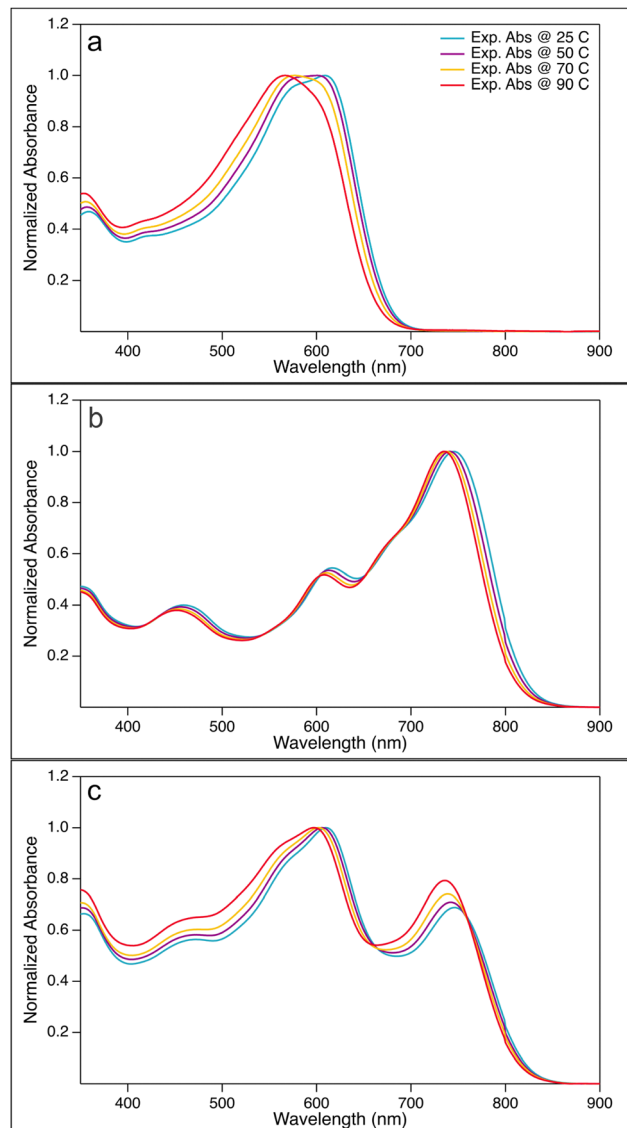 a
Exp. Abs @ 25 C
Exp. Abs @ 50 C
Exp. Abs @ 70 C
Exp. Abs @ 90 C
1.2
1.0
0.8
0.6
0.4
0.2
Normalized Absorbance
400 500 600 700 800 900
Wavelength (nm)
b
1.2
1.0
0.8
0.6
0.4
0.2
Normalized Absorbance
400 500 600 700 800 900
Wavelength (nm)
c
1.2
1.0
0.8
0.6
0.4
0.2
Normalized Absorbance
400 500 600 700 800 900
Wavelength (nm)